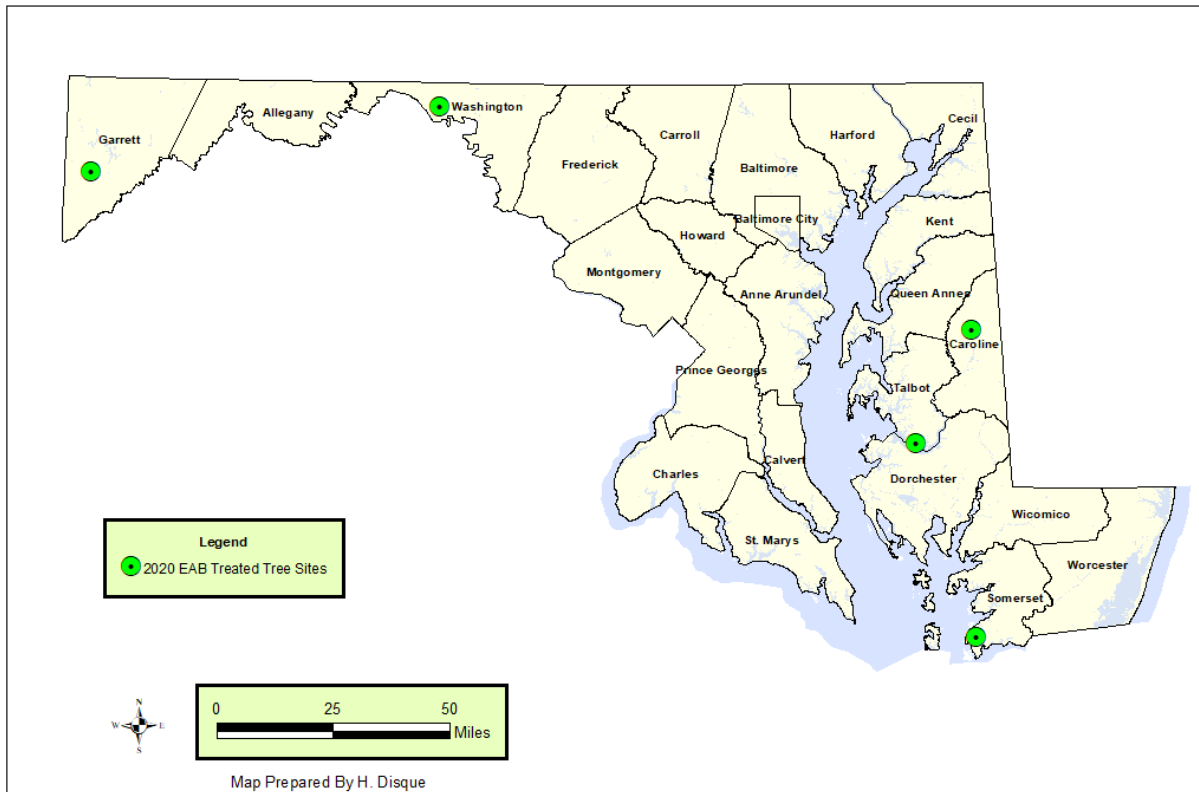 Garrett
Allegany
Washington
Frederick
Carroll
Baltimore
Harford
Cecil
Baltimore City
Howard
Montgomery
Kent
Queen Annes
Anne Arundel
Caroline
Prince Georges
Talbot
Calvert
Charles
Dorchester
St. Marys
Wicomico
Worcester
Somerset
Legend
2020 EAB Treated Tree Sites
N
W E
S
0 25 50
Miles
Map Prepared By H. Disque